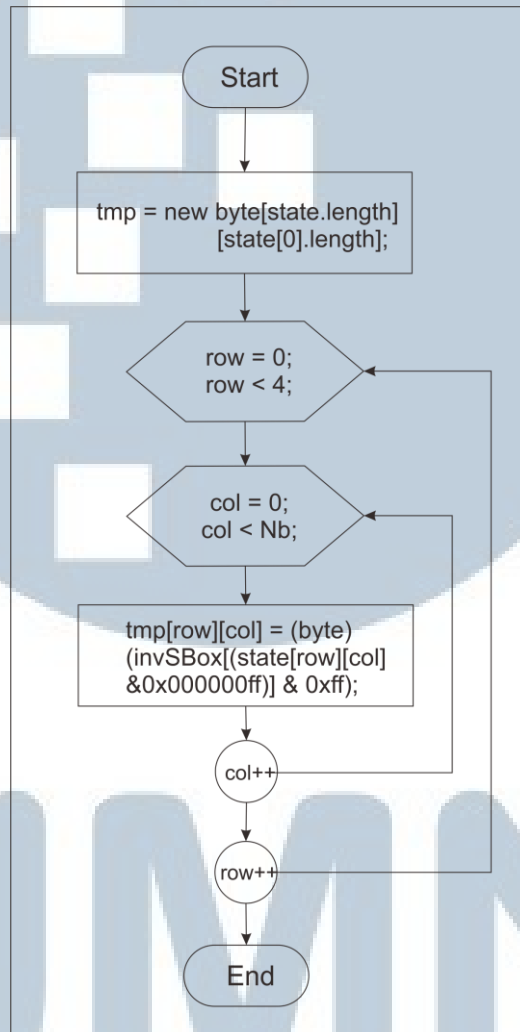 Start
tmp = new byte[state.length]
[state[0].length];
row = 0;
row < 4;
col = 0;
col < Nb;
tmp[row][col] = (byte)
(invSBox[(state[row][col]
&0x000000ff)] & 0xff);
col++
row++
End
UMN